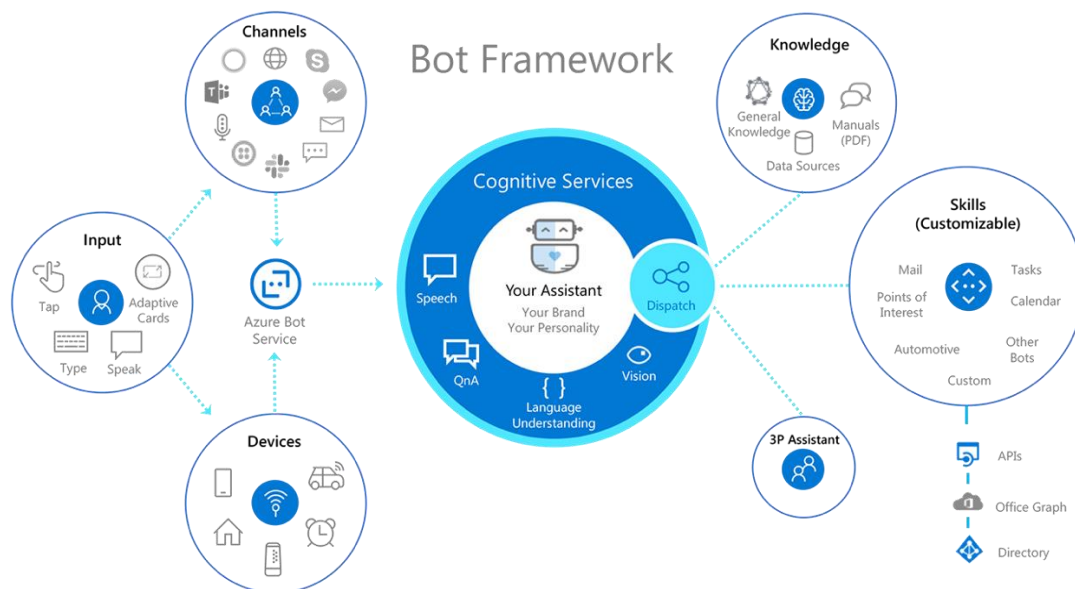 Bot Framework
Channels
Input
Tap
Adaptive
Cards
Type
Speak
Azure Bot
Service
Devices
Cognitive Services
Your Assistant
Your Brand
Your Personality
Speech
QnA
{ }
Language
Understanding
Vision
Dispatch
Knowledge
General
Knowledge
Manuals
(PDF)
Data Sources
Skills
(Customizable)
Mail
Tasks
Points of
Interest
Calendar
Automotive
Other
Bots
Custom
3P Assistant
APIs
Office Graph
Directory